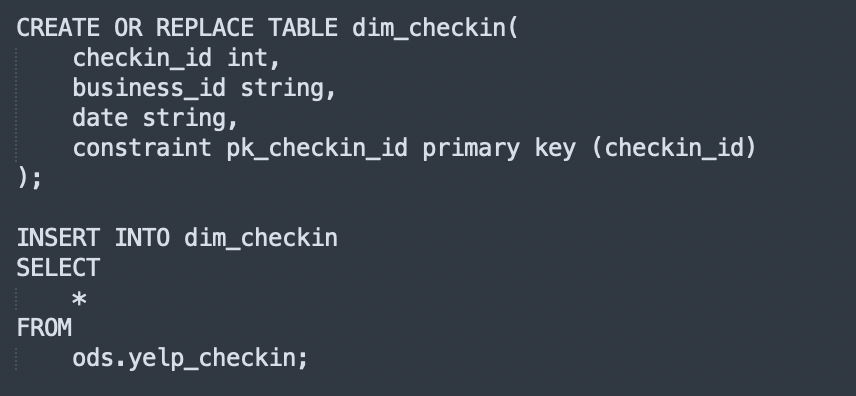 CREATE OR REPLACE TABLE dim_checkin(
    checkin_id int,
    business_id string,
    date string,
    constraint pk_checkin_id primary key (checkin_id)
);

INSERT INTO dim_checkin
SELECT
    *
FROM
    ods.yelp_checkin;